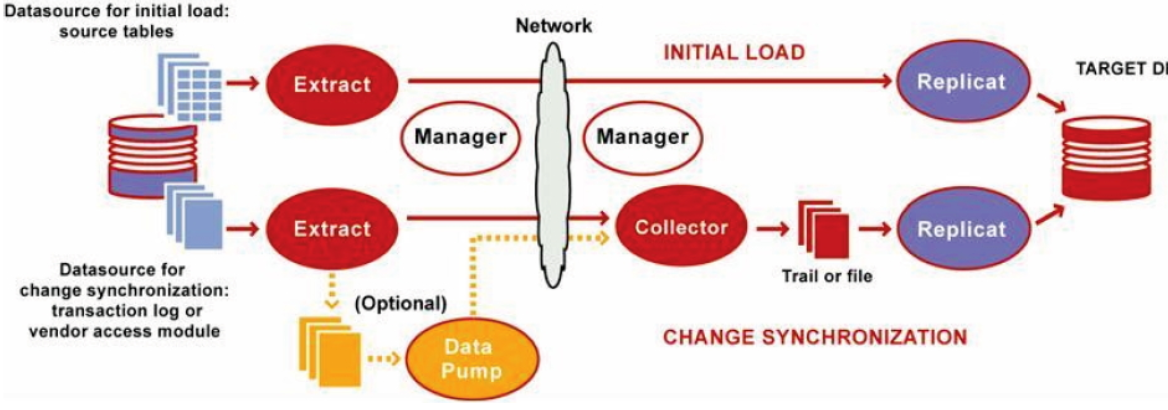 Datasource for initial load:
source tables
Network
INITIAL LOAD
Extract
Replicat
TARGET
Manager
Manager
Extract
Collector
Replicat
Trail or file
Datasource for
change synchronization:
transaction log or
vendor access module
(Optional)
Data
Pump
CHANGE SYNCHRONIZATION